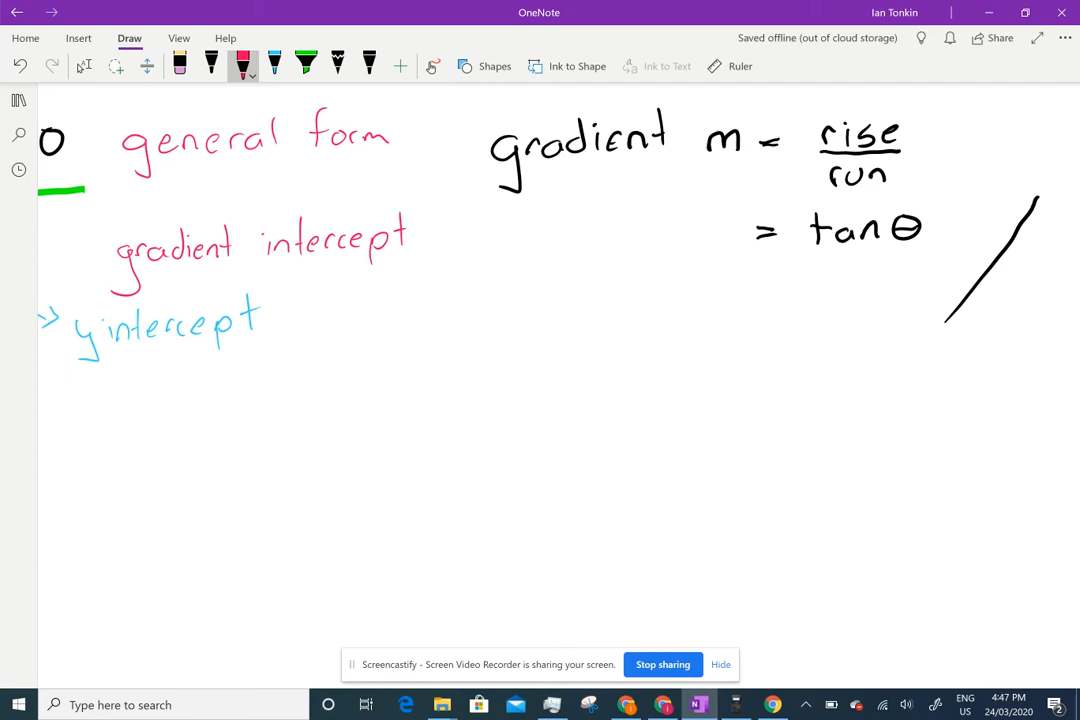 OneNote
Ian Tonkin
Home Insert Draw View Help
Saved offline (out of cloud storage)
Share
Shapes
Ink to Shape
Ink to Text
Ruler
0 general form
gradient m = rise
run
= tan θ
gradient intercept
y intercept
Screencastify - Screen Video Recorder is sharing your screen.
Stop sharing
Hide
Type here to search
ENG
US
4:47 PM
24/03/2020
2